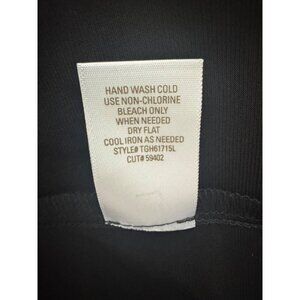 HAND WASH COLD
USE NON-CHLORINE
BLEACH ONLY
WHEN NEEDED
DRY FLAT
COOL IRON AS NEEDED
STYLE# TGH61715L
CUT# 59402